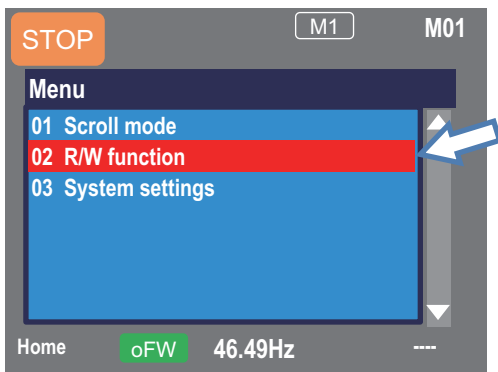 STOP M1 M01
Menu
01 Scroll mode
02 R/W function
03 System settings
Home oFW 46.49Hz ----